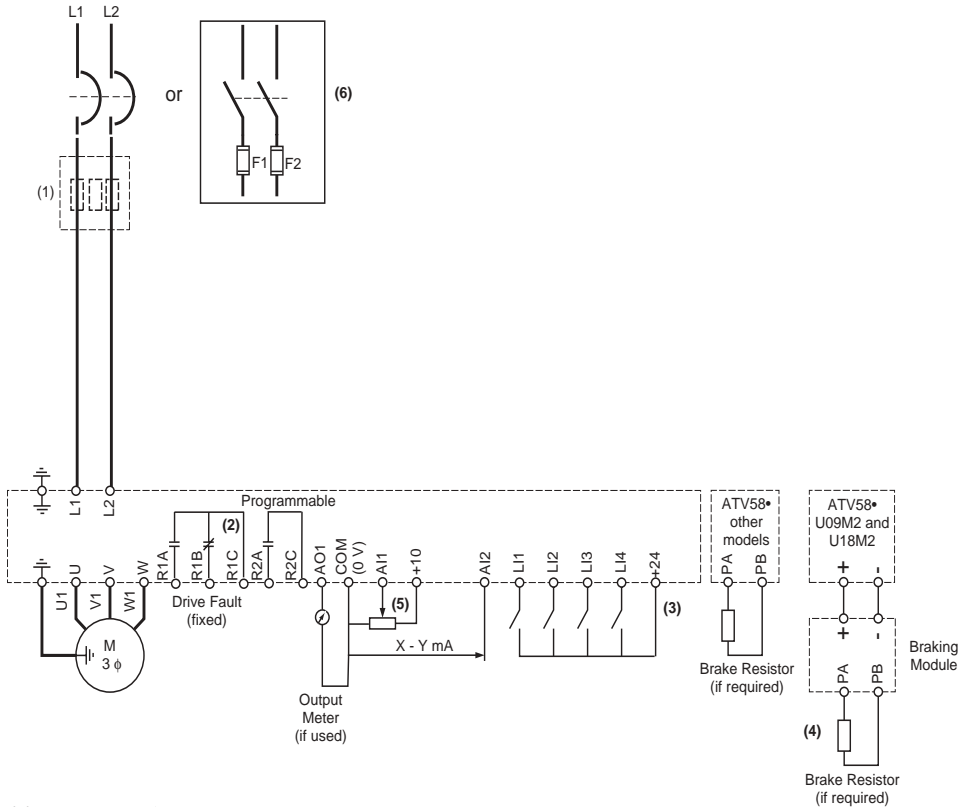 L1 L2
or
(6)
F1 F2
(1)
L1
L2
Programmable
(2)
R1A
R1B
R1C
R2A
R2C
AO1
COM
(0 V)
AI1
+10
AI2
LI1
LI2
LI3
LI4
+24
U
V
W
U1
V1
W1
Drive Fault
(fixed)
(5)
(3)
X - Y mA
M
3 ϕ
Output
Meter
(if used)
ATV58•
other
models
PA
PB
Brake Resistor
(if required)
ATV58•
U09M2 and
U18M2
+ -
+ -
PA
PB
Braking
Module
(4)
Brake Resistor
(if required)